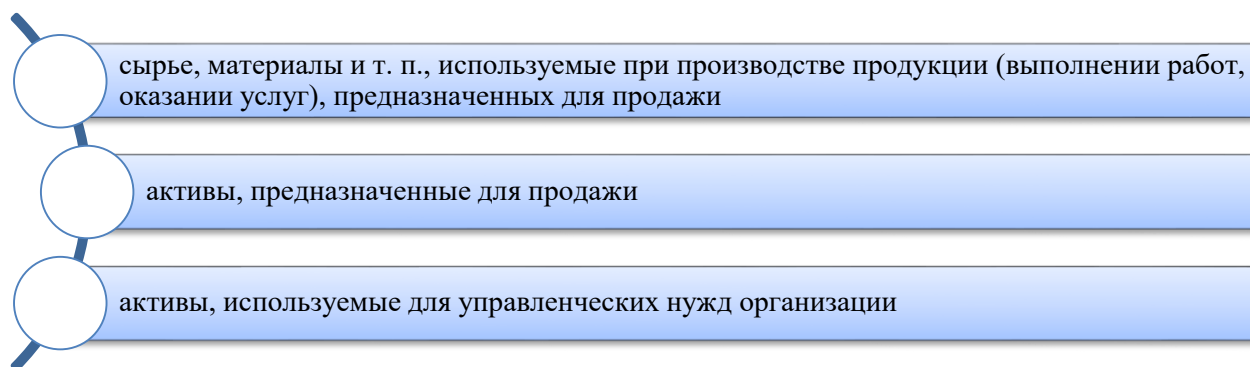 сырье, материалы и т. п., используемые при производстве продукции (выполнении работ,
оказании услуг), предназначенных для продажи
активы, предназначенные для продажи
активы, используемые для управленческих нужд организации